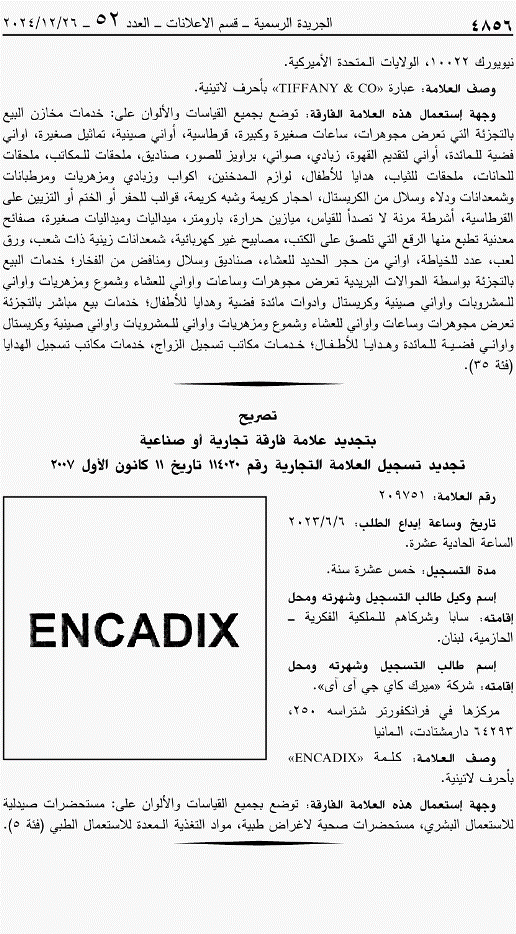 ٤٨٥٦
الجريدة الرسمية ــ قسم الاعلانات ــ العدد ٥٢ ــ ٢٠٢٤/١٢/٢٦
نيويورك ١٠٠٢٢، الولايات المتحدة الأميركية.
وصف العلامة: عبارة «TIFFANY & CO» بأحرف لاتينية.
وجهة إستعمال هذه العلامة الفارقة: توضع بجميع القياسات والألوان على: خدمات مخازن البيع
بالتجزئة التي تعرض مجوهرات، ساعات صغيرة وكبيرة، قرطاسية، أواني صينية، تماثيل صغيرة، اواني
فضية للمائدة، أواني لتقديم القهوة، زبادي، صواني، براويز للصور، صناديق، ملحقات للمكاتب، ملحقات
للحانات، ملحقات للثياب، هدايا للأطفال، لوازم المدخنين، اكواب وزبادي ومزهريات ومرطبانات
وشمعدانات ودلاء وسلال من الكريستال، احجار كريمة وشبه كريمة، قوالب للحفر أو الختم أو التزيين على
القرطاسية، أشرطة مرنة لا تصدأ للقياس، ميازين حرارة، بارومتر، ميداليات وميداليات صغيرة، صفائح
معدنية تطبع منها الرقع التي تلصق على الكتب، مصابيح غير كهربائية، شمعدانات زينية ذات شعب، ورق
لعب، عدد للخياطة، اواني من حجر الحديد للعشاء، صناديق وسلال ومنافض من الفخار؛ خدمات البيع
بالتجزئة بواسطة الحوالات البريدية تعرض مجوهرات وساعات واواني للعشاء وشموع ومزهريات واواني
للمشروبات واواني صينية وكريستال وادوات مائدة فضية وهدايا للأطفال؛ خدمات بيع مباشر بالتجزئة
تعرض مجوهرات وساعات واواني للعشاء وشموع ومزهريات واواني للمشروبات واواني صينية وكريستال
واواني فضية للمائدة وهدايا للأطفال؛ خدمات مكاتب تسجيل الزواج، خدمات مكاتب تسجيل الهدايا
(فئة ٣٥).
تصريح
بتجديد علامة فارقة تجارية أو صناعية
تجديد تسجيل العلامة التجارية رقم ١١٤٠٢٠ تاريخ ١١ كانون الأول ٢٠٠٧
رقم العلامة: ٢٠٩٧٥١
تاريخ وساعة إيداع الطلب: ٢٠٢٣/٦/٦
الساعة الحادية عشرة.
مدة التسجيل: خمس عشرة سنة.
إسم وكيل طالب التسجيل وشهرته ومحل
إقامته: سابا وشركاهم للملكية الفكرية ــ
الحازمية، لبنان.
إسم طالب التسجيل وشهرته ومحل
إقامته: شركة «ميرك كاي جي آى آى».
مركزها في فرانكفورتر شتراسه ٢٥٠،
٦٤٢٩٣ دارمشتادت، المانيا
وصف العلامة: كلمة «ENCADIX»
بأحرف لاتينية.
ENCADIX
وجهة إستعمال هذه العلامة الفارقة: توضع بجميع القياسات والألوان على: مستحضرات صيدلية
للاستعمال البشري، مستحضرات صحية لاغراض طبية، مواد التغذية المعدة للاستعمال الطبي (فئة ٥).